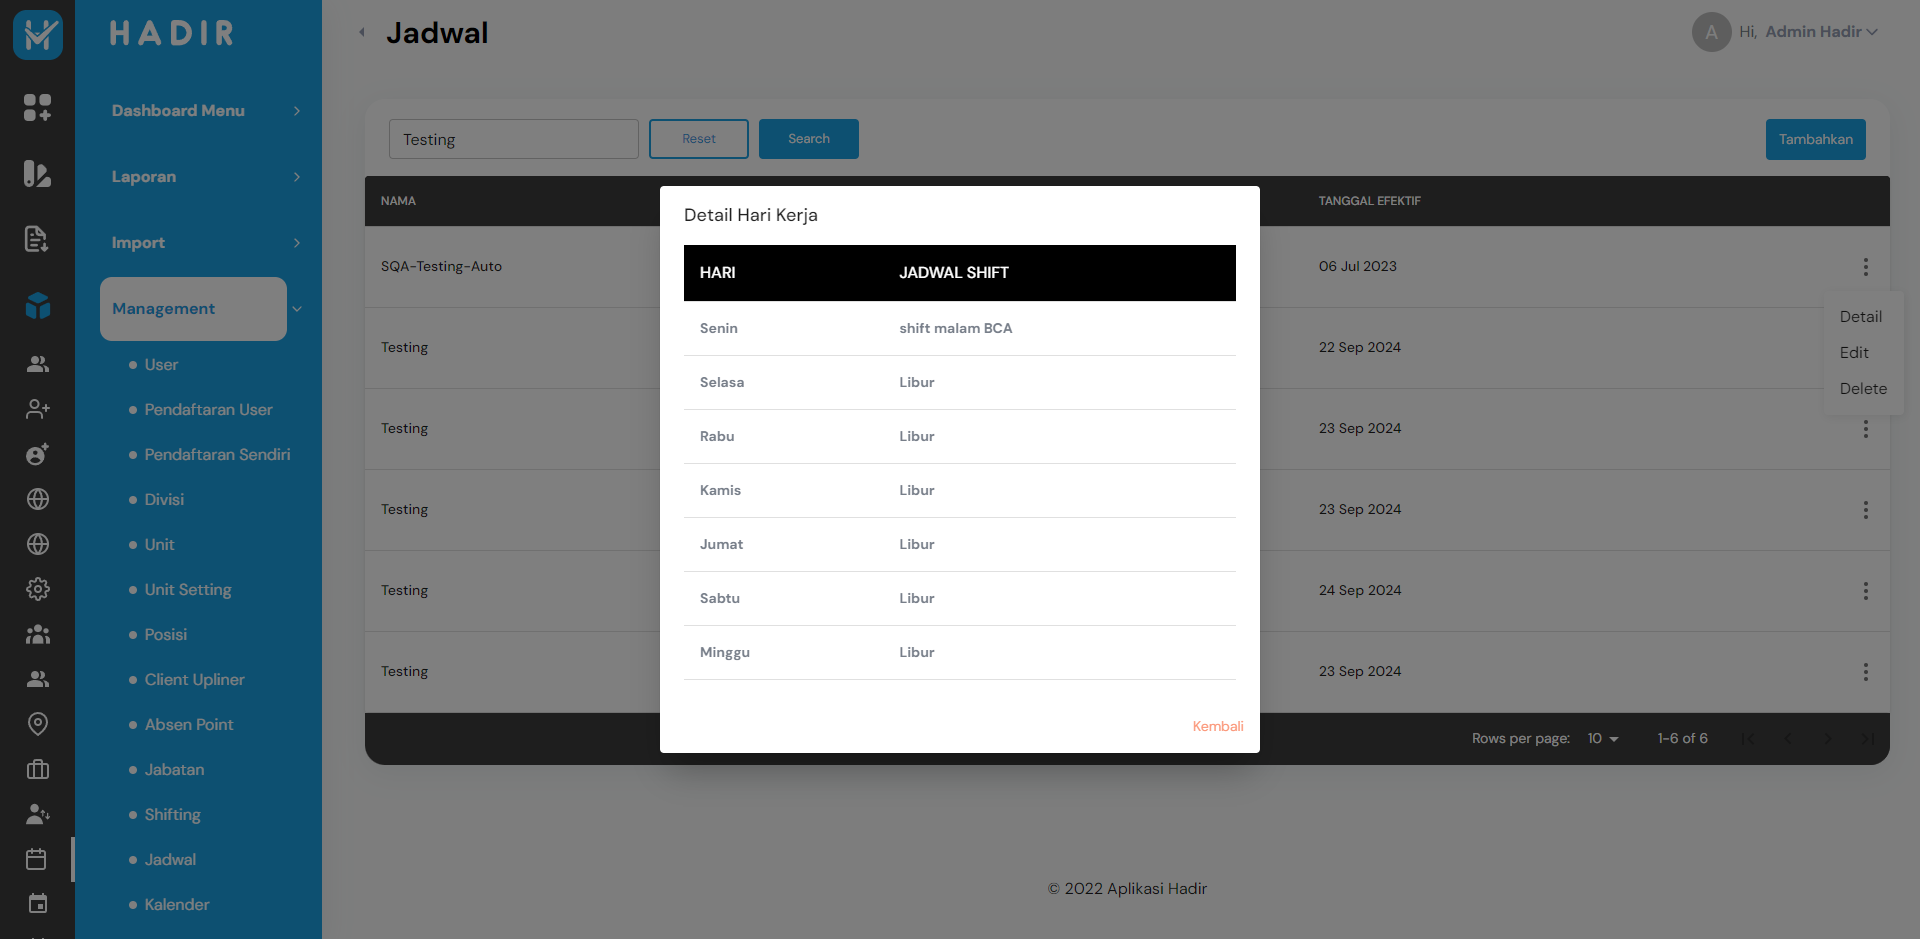 HADIR
Jadwal
A Hi, Admin Hadir
Dashboard Menu
Laporan
Import
Management
User
Pendaftaran User
Pendaftaran Sendiri
Divisi
Unit
Unit Setting
Posisi
Client Upliner
Absen Point
Jabatan
Shifting
Jadwal
Kalender
Testing Reset Search Tambahkan
NAMA TANGGAL EFEKTIF
SQA-Testing-Auto 06 Jul 2023
Testing 22 Sep 2024
Testing 23 Sep 2024
Testing 23 Sep 2024
Testing 24 Sep 2024
Testing 23 Sep 2024
Detail
Edit
Delete
Rows per page: 10 1-6 of 6
Detail Hari Kerja
HARI JADWAL SHIFT
Senin shift malam BCA
Selasa Libur
Rabu Libur
Kamis Libur
Jumat Libur
Sabtu Libur
Minggu Libur
Kembali
© 2022 Aplikasi Hadir